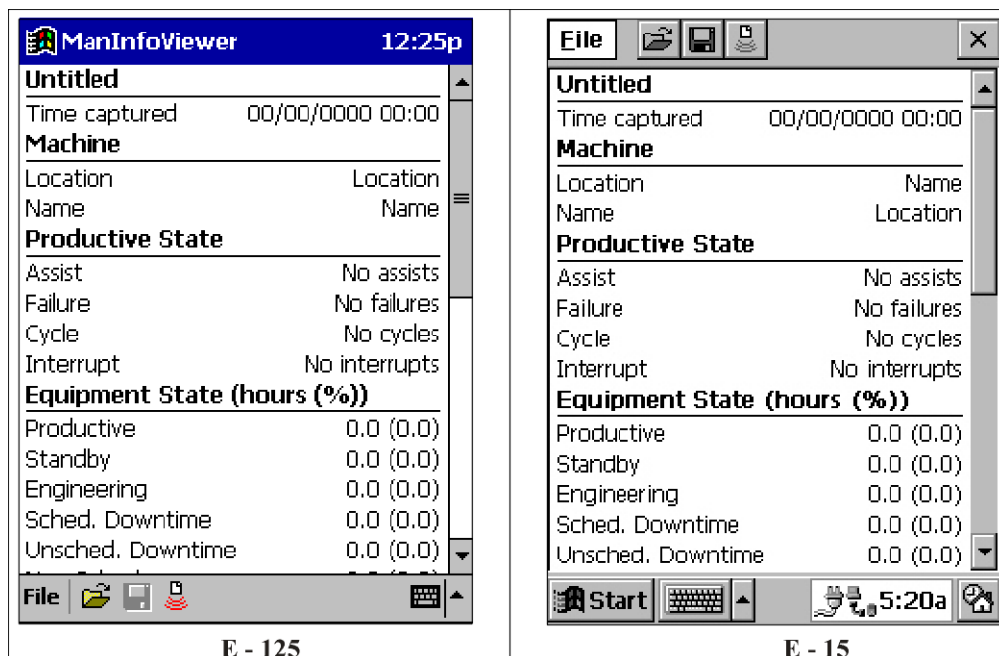 ManInfoViewer 12:25p
Untitled
Time captured 00/00/0000 00:00
Machine
Location Location
Name Name
Productive State
Assist No assists
Failure No failures
Cycle No cycles
Interrupt No interrupts
Equipment State (hours (%))
Productive 0.0 (0.0)
Standby 0.0 (0.0)
Engineering 0.0 (0.0)
Sched. Downtime 0.0 (0.0)
Unsched. Downtime 0.0 (0.0)
File
E - 125
File
Untitled
Time captured 00/00/0000 00:00
Machine
Location Name
Name Location
Productive State
Assist No assists
Failure No failures
Cycle No cycles
Interrupt No interrupts
Equipment State (hours (%))
Productive 0.0 (0.0)
Standby 0.0 (0.0)
Engineering 0.0 (0.0)
Sched. Downtime 0.0 (0.0)
Unsched. Downtime 0.0 (0.0)
Start 5:20a
E - 15